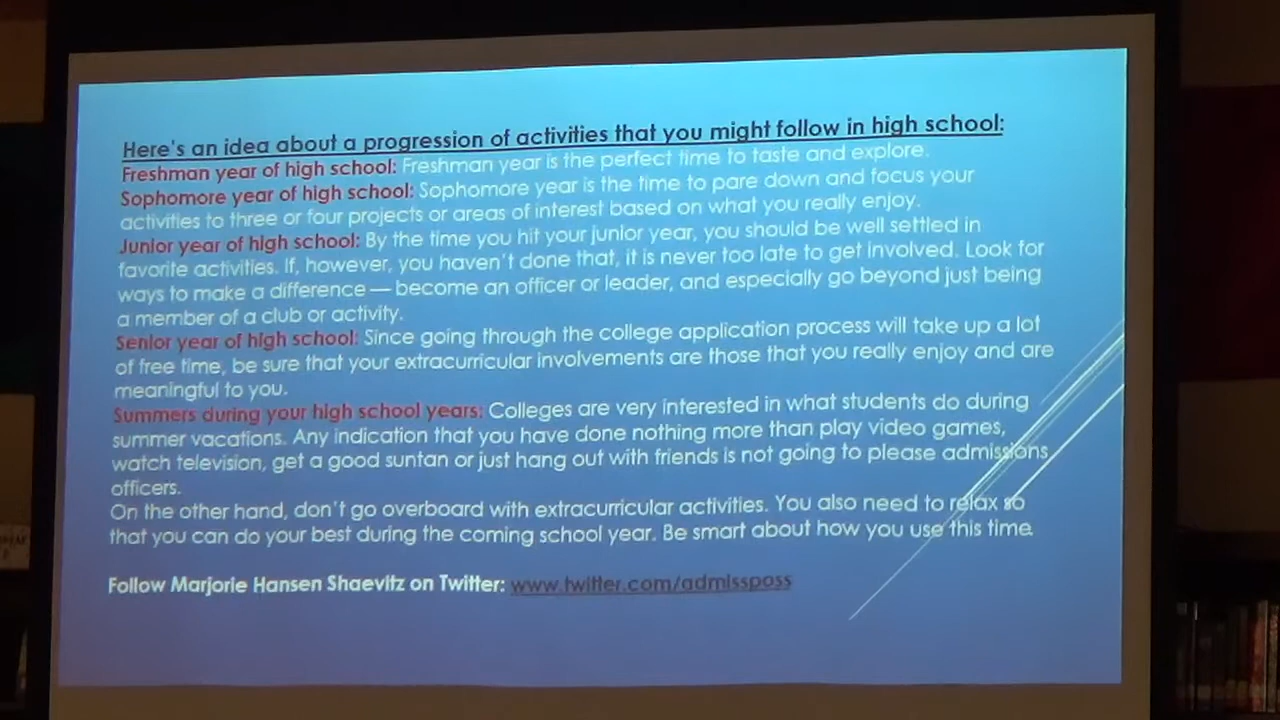 Here's an idea about a progression of activities that you might follow in high school:
Freshman year of high school: Freshman year is the perfect time to taste and explore.
Sophomore year of high school: Sophomore year is the time to pare down and focus your
activities to three or four projects or areas of interest based on what you really enjoy.
Junior year of high school: By the time you hit your junior year, you should be well settled in
favorite activities. If, however, you haven't done that, it is never too late to get involved. Look for
ways to make a difference — become an officer or leader, and especially go beyond just being
a member of a club or activity.
Senior year of high school: Since going through the college application process will take up a lot
of free time, be sure that your extracurricular involvements are those that you really enjoy and are
meaningful to you.
Summers during your high school years: Colleges are very interested in what students do during
summer vacations. Any indication that you have done nothing more than play video games,
watch television, get a good suntan or just hang out with friends is not going to please admissions
officers.
On the other hand, don't go overboard with extracurricular activities. You also need to relax so
that you can do your best during the coming school year. Be smart about how you use this time.
Follow Marjorie Hansen Shaevitz on Twitter: www.twitter.com/admissposs